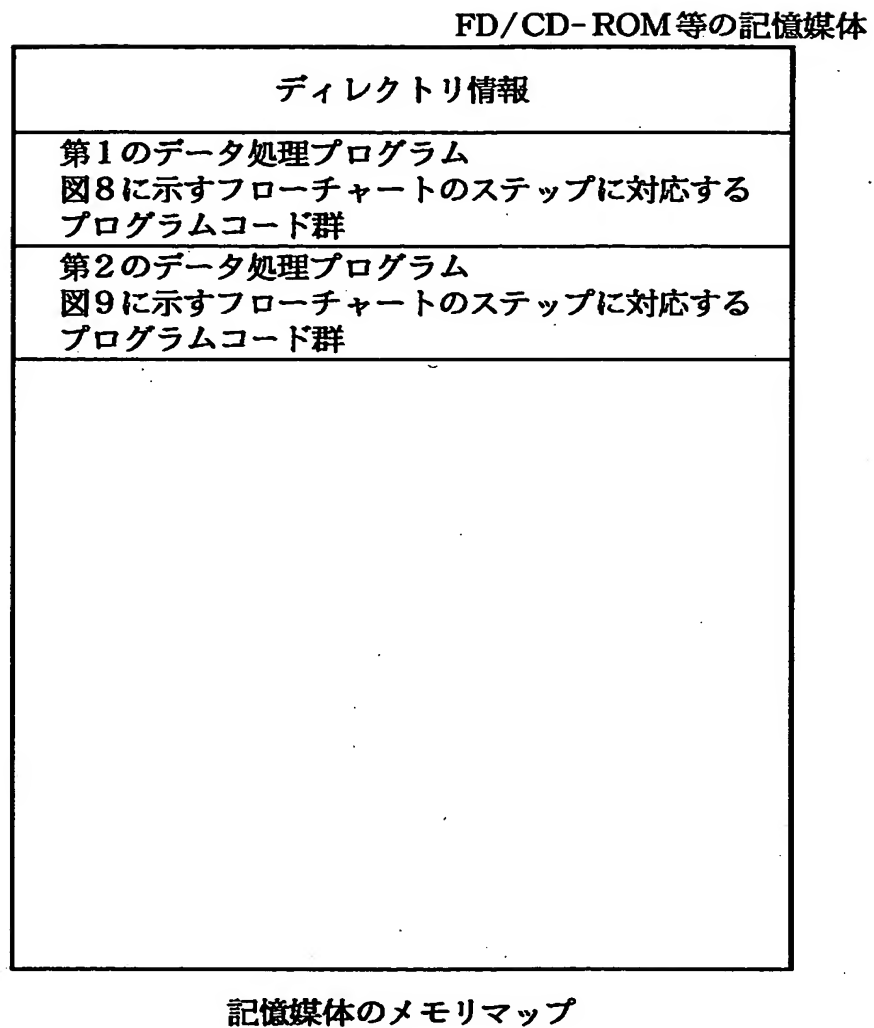 FD/CD-ROM等の記憶媒体
ディレクトリ情報
第1のデータ処理プログラム
図8に示すフローチャートのステップに対応する
プログラムコード群
第2のデータ処理プログラム
図9に示すフローチャートのステップに対応する
プログラムコード群
記憶媒体のメモリマップ